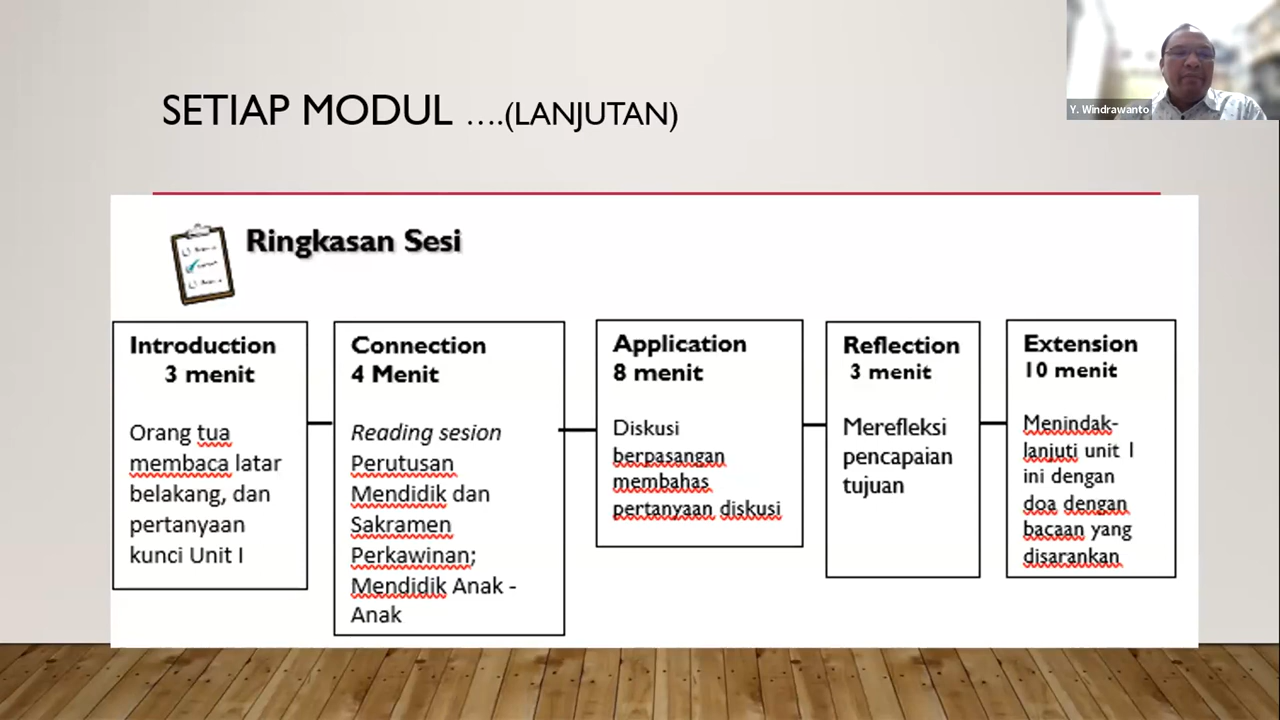 SETIAP MODUL ….(LANJUTAN)
Y. Windrawanto
Ringkasan Sesi
Introduction
3 menit
Orang tua
membaca latar
belakang, dan
pertanyaan
kunci Unit I
Connection
4 Menit
Reading sesion
Perutusan
Mendidik dan
Sakramen
Perkawinan;
Mendidik Anak -
Anak
Application
8 menit
Diskusi
berpasangan
membahas
pertanyaan diskusi
Reflection
3 menit
Merefleksi
pencapaian
tujuan
Extension
10 menit
Menindak-
lanjuti unit I
ini dengan
doa dengan
bacaan yang
disarankan